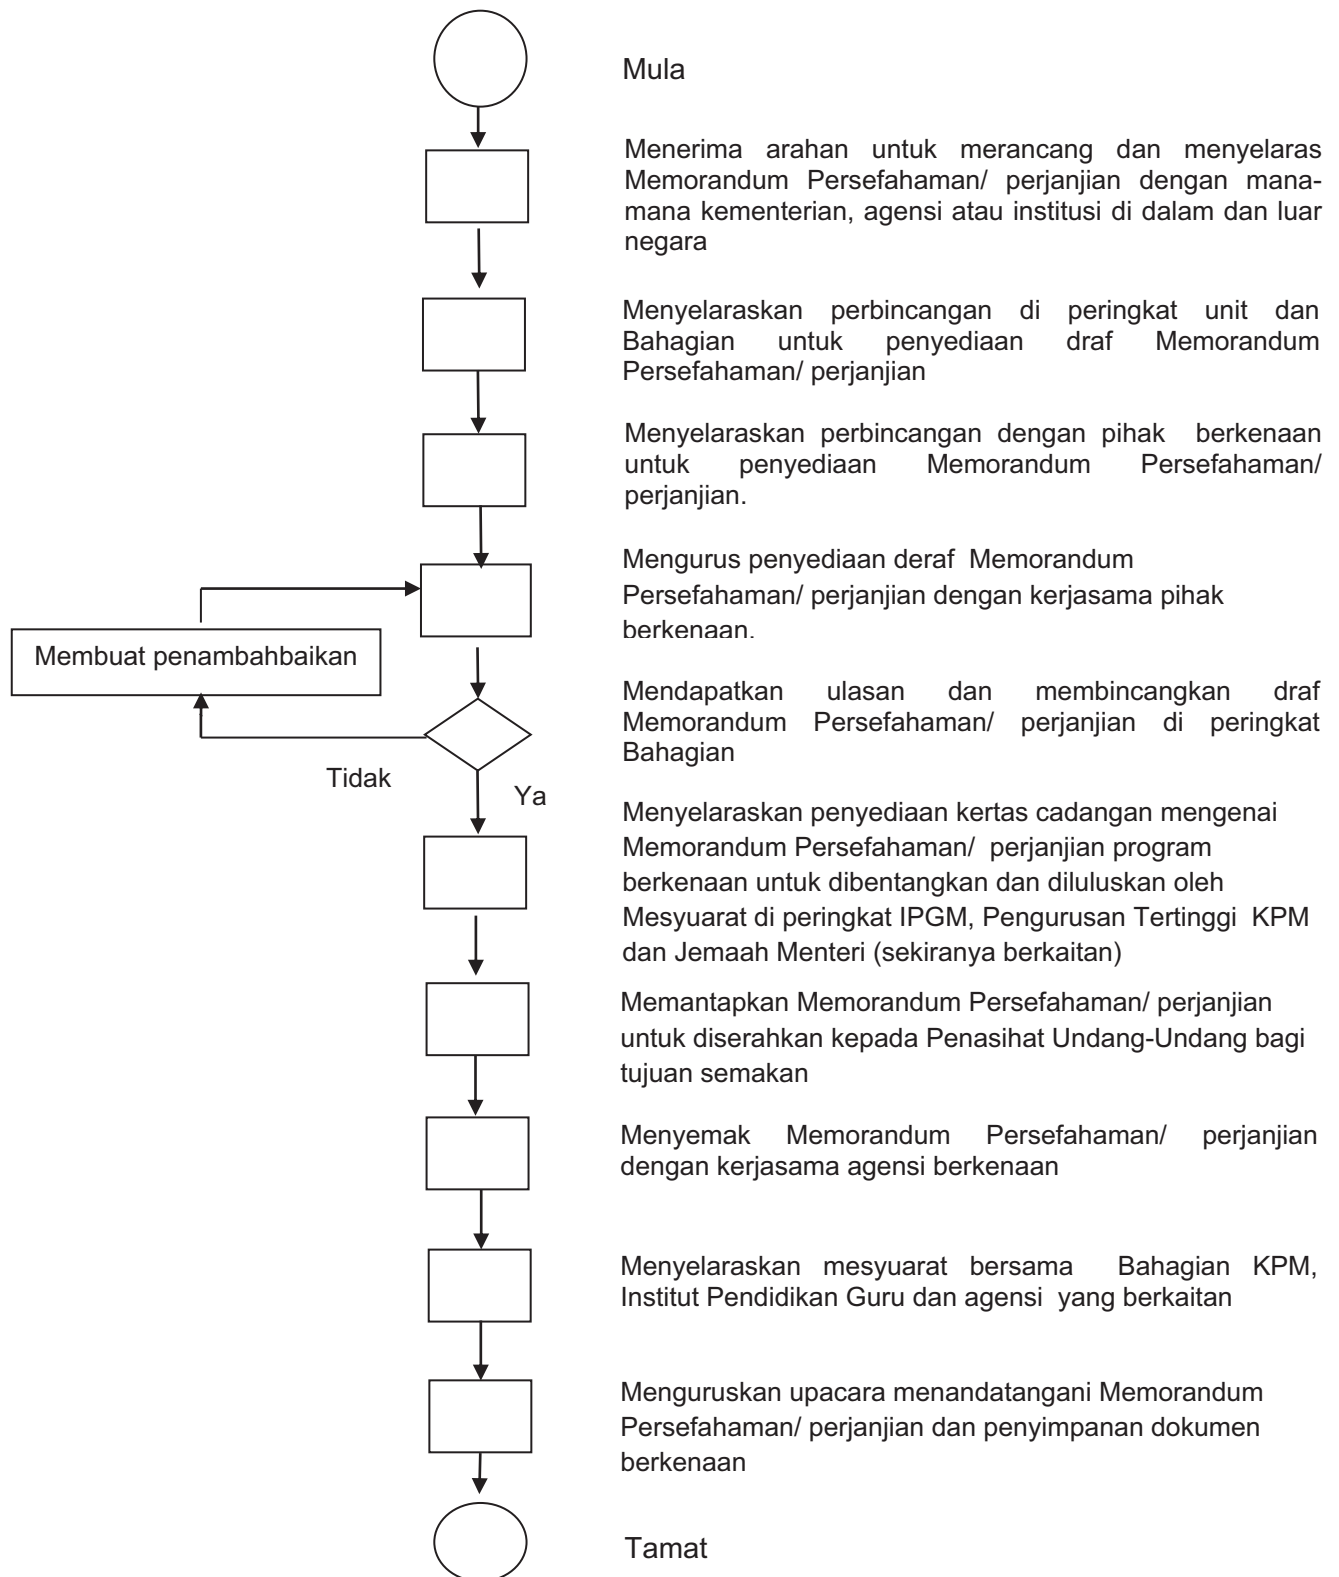 Mula
Menerima arahan untuk merancang dan menyelaras
Memorandum Persefahaman/ perjanjian dengan mana-
mana kementerian, agensi atau institusi di dalam dan luar
negara
Menyelaraskan perbincangan di peringkat unit dan
Bahagian untuk penyediaan draf Memorandum
Persefahaman/ perjanjian
Menyelaraskan perbincangan dengan pihak berkenaan
untuk penyediaan Memorandum Persefahaman/
perjanjian.
Mengurus penyediaan deraf Memorandum
Persefahaman/ perjanjian dengan kerjasama pihak
berkenaan.
Membuat penambahbaikan
Mendapatkan ulasan dan membincangkan draf
Memorandum Persefahaman/ perjanjian di peringkat
Bahagian
Tidak
Ya
Menyelaraskan penyediaan kertas cadangan mengenai
Memorandum Persefahaman/ perjanjian program
berkenaan untuk dibentangkan dan diluluskan oleh
Mesyuarat di peringkat IPGM, Pengurusan Tertinggi KPM
dan Jemaah Menteri (sekiranya berkaitan)
Memantapkan Memorandum Persefahaman/ perjanjian
untuk diserahkan kepada Penasihat Undang-Undang bagi
tujuan semakan
Menyemak Memorandum Persefahaman/ perjanjian
dengan kerjasama agensi berkenaan
Menyelaraskan mesyuarat bersama Bahagian KPM,
Institut Pendidikan Guru dan agensi yang berkaitan
Menguruskan upacara menandatangani Memorandum
Persefahaman/ perjanjian dan penyimpanan dokumen
berkenaan
Tamat